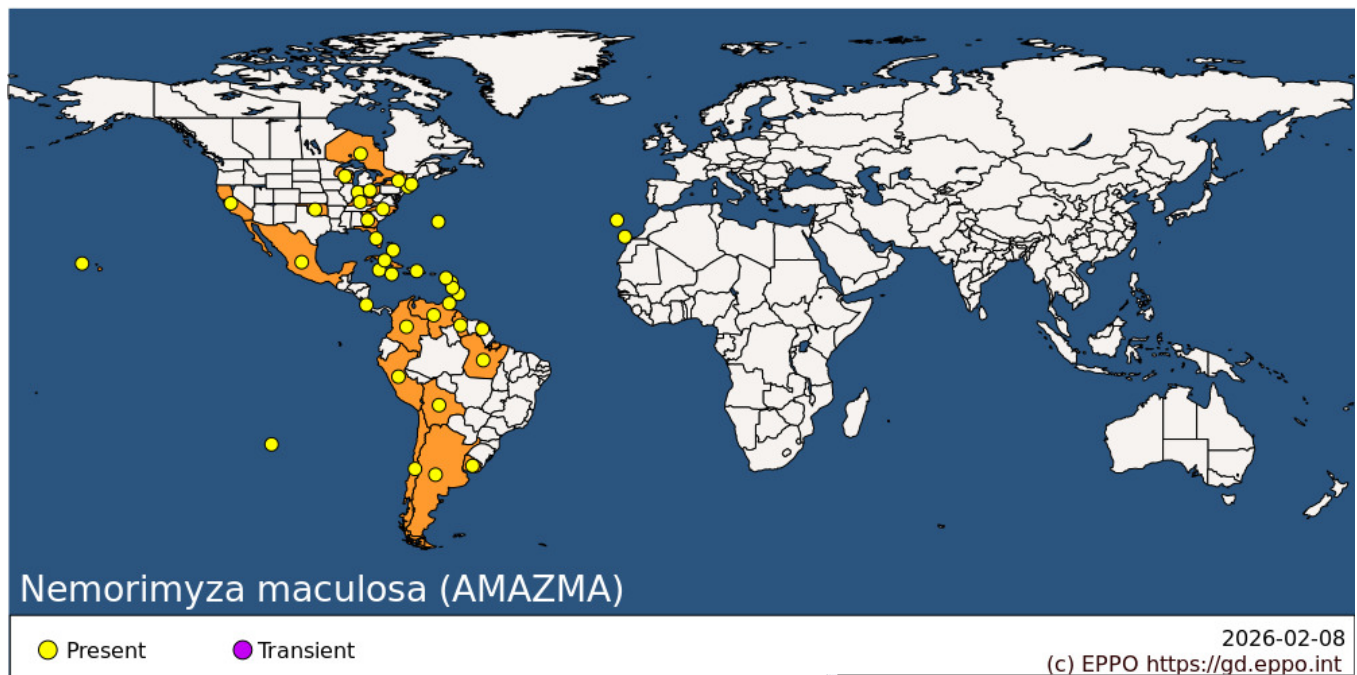 Nemorimyza maculosa (AMAZMA)
Present
Transient
2026-02-08
(c) EPPO https://gd.eppo.int